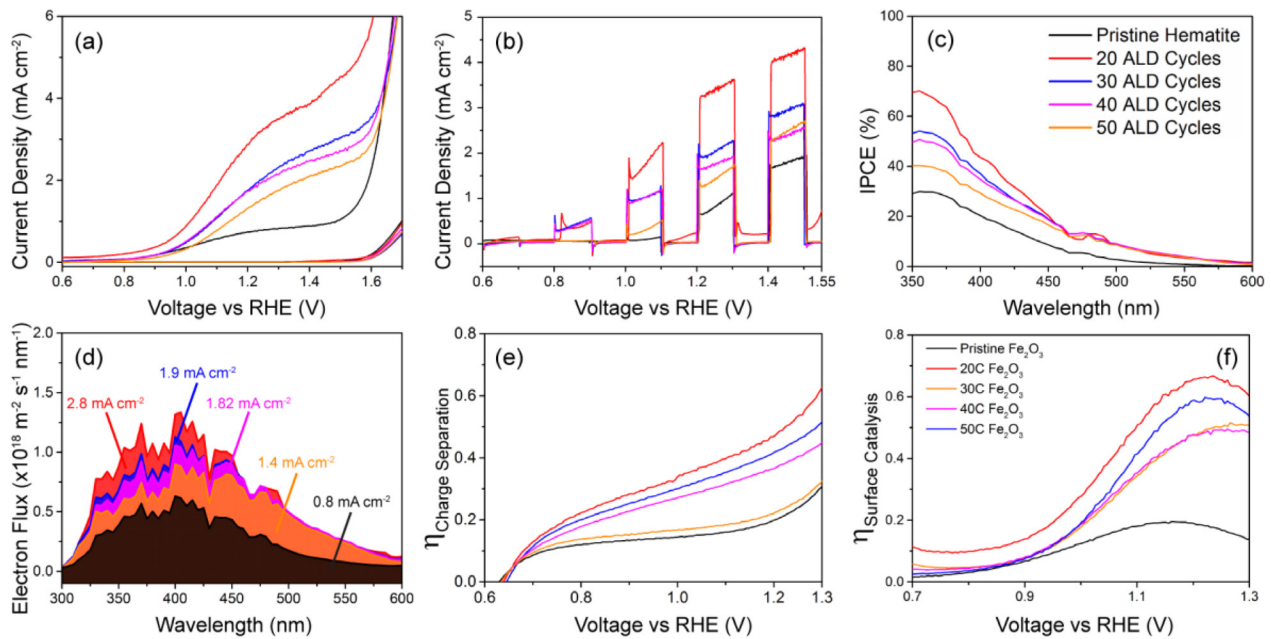 (a)
Current Density (mA cm⁻²)
6
4
2
0
0.6 0.8 1.0 1.2 1.4 1.6
Voltage vs RHE (V)
(b)
Current Density (mA cm⁻²)
5
4
3
2
1
0
0.6 0.8 1.0 1.2 1.4 1.55
Voltage vs RHE (V)
(c)
Pristine Hematite
20 ALD Cycles
30 ALD Cycles
40 ALD Cycles
50 ALD Cycles
IPCE (%)
100
80
60
40
20
0
350 400 450 500 550 600
Wavelength (nm)
(d)
Electron Flux (x10¹⁸ m⁻² s⁻¹ nm⁻¹)
2.0
1.5
1.0
0.5
0.0
1.9 mA cm⁻²
2.8 mA cm⁻²
1.82 mA cm⁻²
1.4 mA cm⁻²
0.8 mA cm⁻²
300 350 400 450 500 550 600
Wavelength (nm)
(e)
η Charge Separation
0.8
0.6
0.4
0.2
0.0
0.6 0.7 0.8 0.9 1.0 1.1 1.2 1.3
Voltage vs RHE (V)
(f)
Pristine Fe₂O₃
20C Fe₂O₃
30C Fe₂O₃
40C Fe₂O₃
50C Fe₂O₃
η Surface Catalysis
0.8
0.6
0.4
0.2
0.0
0.7 0.9 1.1 1.3
Voltage vs RHE (V)